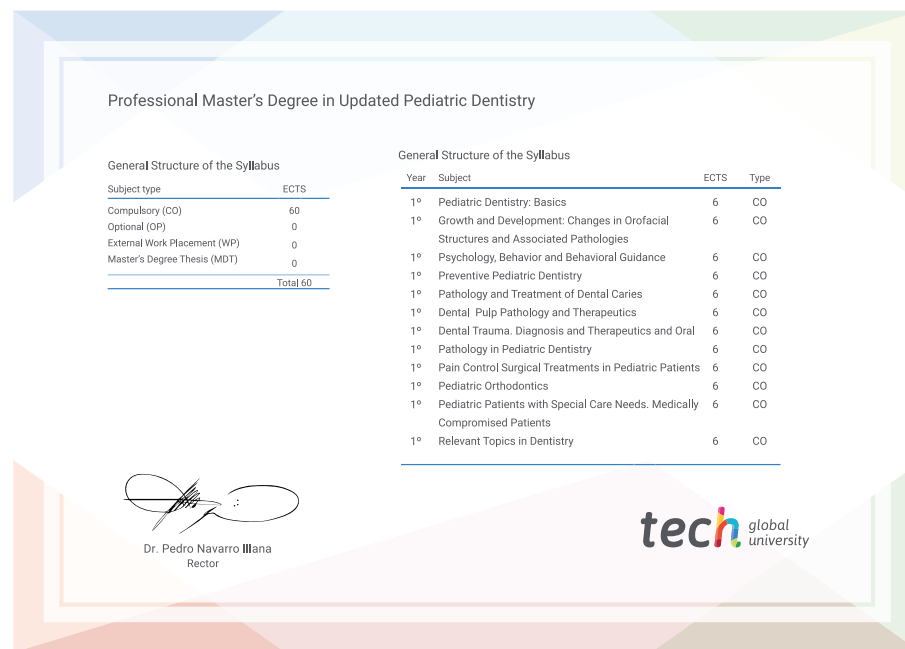 Professional Master's Degree in Updated Pediatric Dentistry
General Structure of the Syllabus
Subject type ECTS
Compulsory (CO) 60
Optional (OP) 0
External Work Placement (WP) 0
Master's Degree Thesis (MDT) 0
Total 60
General Structure of the Syllabus
Year Subject ECTS Type
1º Pediatric Dentistry: Basics 6 CO
1º Growth and Development: Changes in Orofacial 6 CO
Structures and Associated Pathologies
1º Psychology, Behavior and Behavioral Guidance 6 CO
1º Preventive Pediatric Dentistry 6 CO
1º Pathology and Treatment of Dental Caries 6 CO
1º Dental Pulp Pathology and Therapeutics 6 CO
1º Dental Trauma. Diagnosis and Therapeutics and Oral 6 CO
1º Pathology in Pediatric Dentistry 6 CO
1º Pain Control Surgical Treatments in Pediatric Patients 6 CO
1º Pediatric Orthodontics 6 CO
1º Pediatric Patients with Special Care Needs. Medically 6 CO
Compromised Patients
1º Relevant Topics in Dentistry 6 CO
Dr. Pedro Navarro Illana
Rector
tech global
university